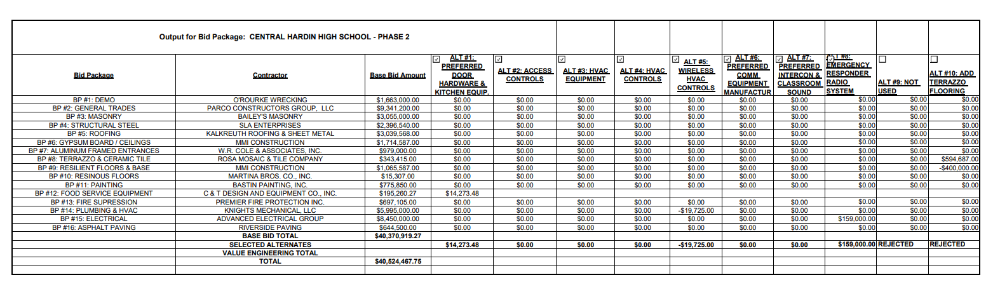 Output for Bid Package: CENTRAL HARDIN HIGH SCHOOL - PHASE 2
Bid Package Contractor Base Bid Amount ALT #1: PREFERRED DOOR HARDWARE & KITCHEN EQUIP. ALT #2: ACCESS CONTROLS ALT #3: HVAC EQUIPMENT ALT #4: HVAC CONTROLS ALT #5: WIRELESS HVAC CONTROLS ALT #6: PREFERRED COMM EQUIPMENT MANUFACTUR ALT #7: PREFERRED INTERCON & CLASSROOM SOUND ALT #8: EMERGENCY RESPONDER RADIO SYSTEM ALT #9: NOT USED ALT #10: ADD TERRAZZO FLOORING
BP #1: DEMO O'ROURKE WRECKING $1,663,000.00 $0.00 $0.00 $0.00 $0.00 $0.00 $0.00 $0.00 $0.00 $0.00 $0.00
BP #2: GENERAL TRADES PARCO CONSTRUCTORS GROUP, LLC $9,341,200.00 $0.00 $0.00 $0.00 $0.00 $0.00 $0.00 $0.00 $0.00 $0.00 $0.00
BP #3: MASONRY BAILEY'S MASONRY $3,055,000.00 $0.00 $0.00 $0.00 $0.00 $0.00 $0.00 $0.00 $0.00 $0.00 $0.00
BP #4: STRUCTURAL STEEL SLA ENTERPRISES $2,396,540.00 $0.00 $0.00 $0.00 $0.00 $0.00 $0.00 $0.00 $0.00 $0.00 $0.00
BP #5: ROOFING KALKREUTH ROOFING & SHEET METAL $3,039,568.00 $0.00 $0.00 $0.00 $0.00 $0.00 $0.00 $0.00 $0.00 $0.00 $0.00
BP #6: GYPSUM BOARD / CEILINGS MMI CONSTRUCTION $1,714,587.00 $0.00 $0.00 $0.00 $0.00 $0.00 $0.00 $0.00 $0.00 $0.00 $0.00
BP #7: ALUMINUM FRAMED ENTRANCES W.R. COLE & ASSOCIATES, INC. $979,000.00 $0.00 $0.00 $0.00 $0.00 $0.00 $0.00 $0.00 $0.00 $0.00 $0.00
BP #8: TERRAZZO & CERAMIC TILE ROSA MOSAIC & TILE COMPANY $343,415.00 $0.00 $0.00 $0.00 $0.00 $0.00 $0.00 $0.00 $0.00 $0.00 $594,687.00
BP #9: RESILIENT FLOORS & BASE MMI CONSTRUCTION $1,065,587.00 $0.00 $0.00 $0.00 $0.00 $0.00 $0.00 $0.00 $0.00 $0.00 -$400,000.00
BP #10: RESINOUS FLOORS MARTINA BROS. CO., INC. $15,307.00 $0.00 $0.00 $0.00 $0.00 $0.00 $0.00 $0.00 $0.00 $0.00 $0.00
BP #11: PAINTING BASTIN PAINTING, INC. $775,850.00 $0.00 $0.00 $0.00 $0.00 $0.00 $0.00 $0.00 $0.00 $0.00 $0.00
BP #12: FOOD SERVICE EQUIPMENT C & T DESIGN AND EQUIPMENT CO., INC. $195,260.27 $14,273.48
BP #13: FIRE SUPRESSION PREMIER FIRE PROTECTION INC. $697,105.00 $0.00 $0.00 $0.00 $0.00 $0.00 $0.00 $0.00 $0.00 $0.00 $0.00
BP #14: PLUMBING & HVAC KNIGHTS MECHANICAL, LLC $5,995,000.00 $0.00 $0.00 $0.00 $0.00 -$19,725.00 $0.00 $0.00 $0.00 $0.00 $0.00
BP #15: ELECTRICAL ADVANCED ELECTRICAL GROUP $8,450,000.00 $0.00 $0.00 $0.00 $0.00 $0.00 $0.00 $0.00 $159,000.00 $0.00 $0.00
BP #16: ASPHALT PAVING RIVERSIDE PAVING $644,500.00 $0.00 $0.00 $0.00 $0.00 $0.00 $0.00 $0.00 $0.00 $0.00 $0.00
BASE BID TOTAL $40,370,919.27
SELECTED ALTERNATES $14,273.48 $0.00 $0.00 $0.00 -$19,725.00 $0.00 $0.00 $159,000.00 REJECTED REJECTED
VALUE ENGINEERING TOTAL
TOTAL $40,524,467.75